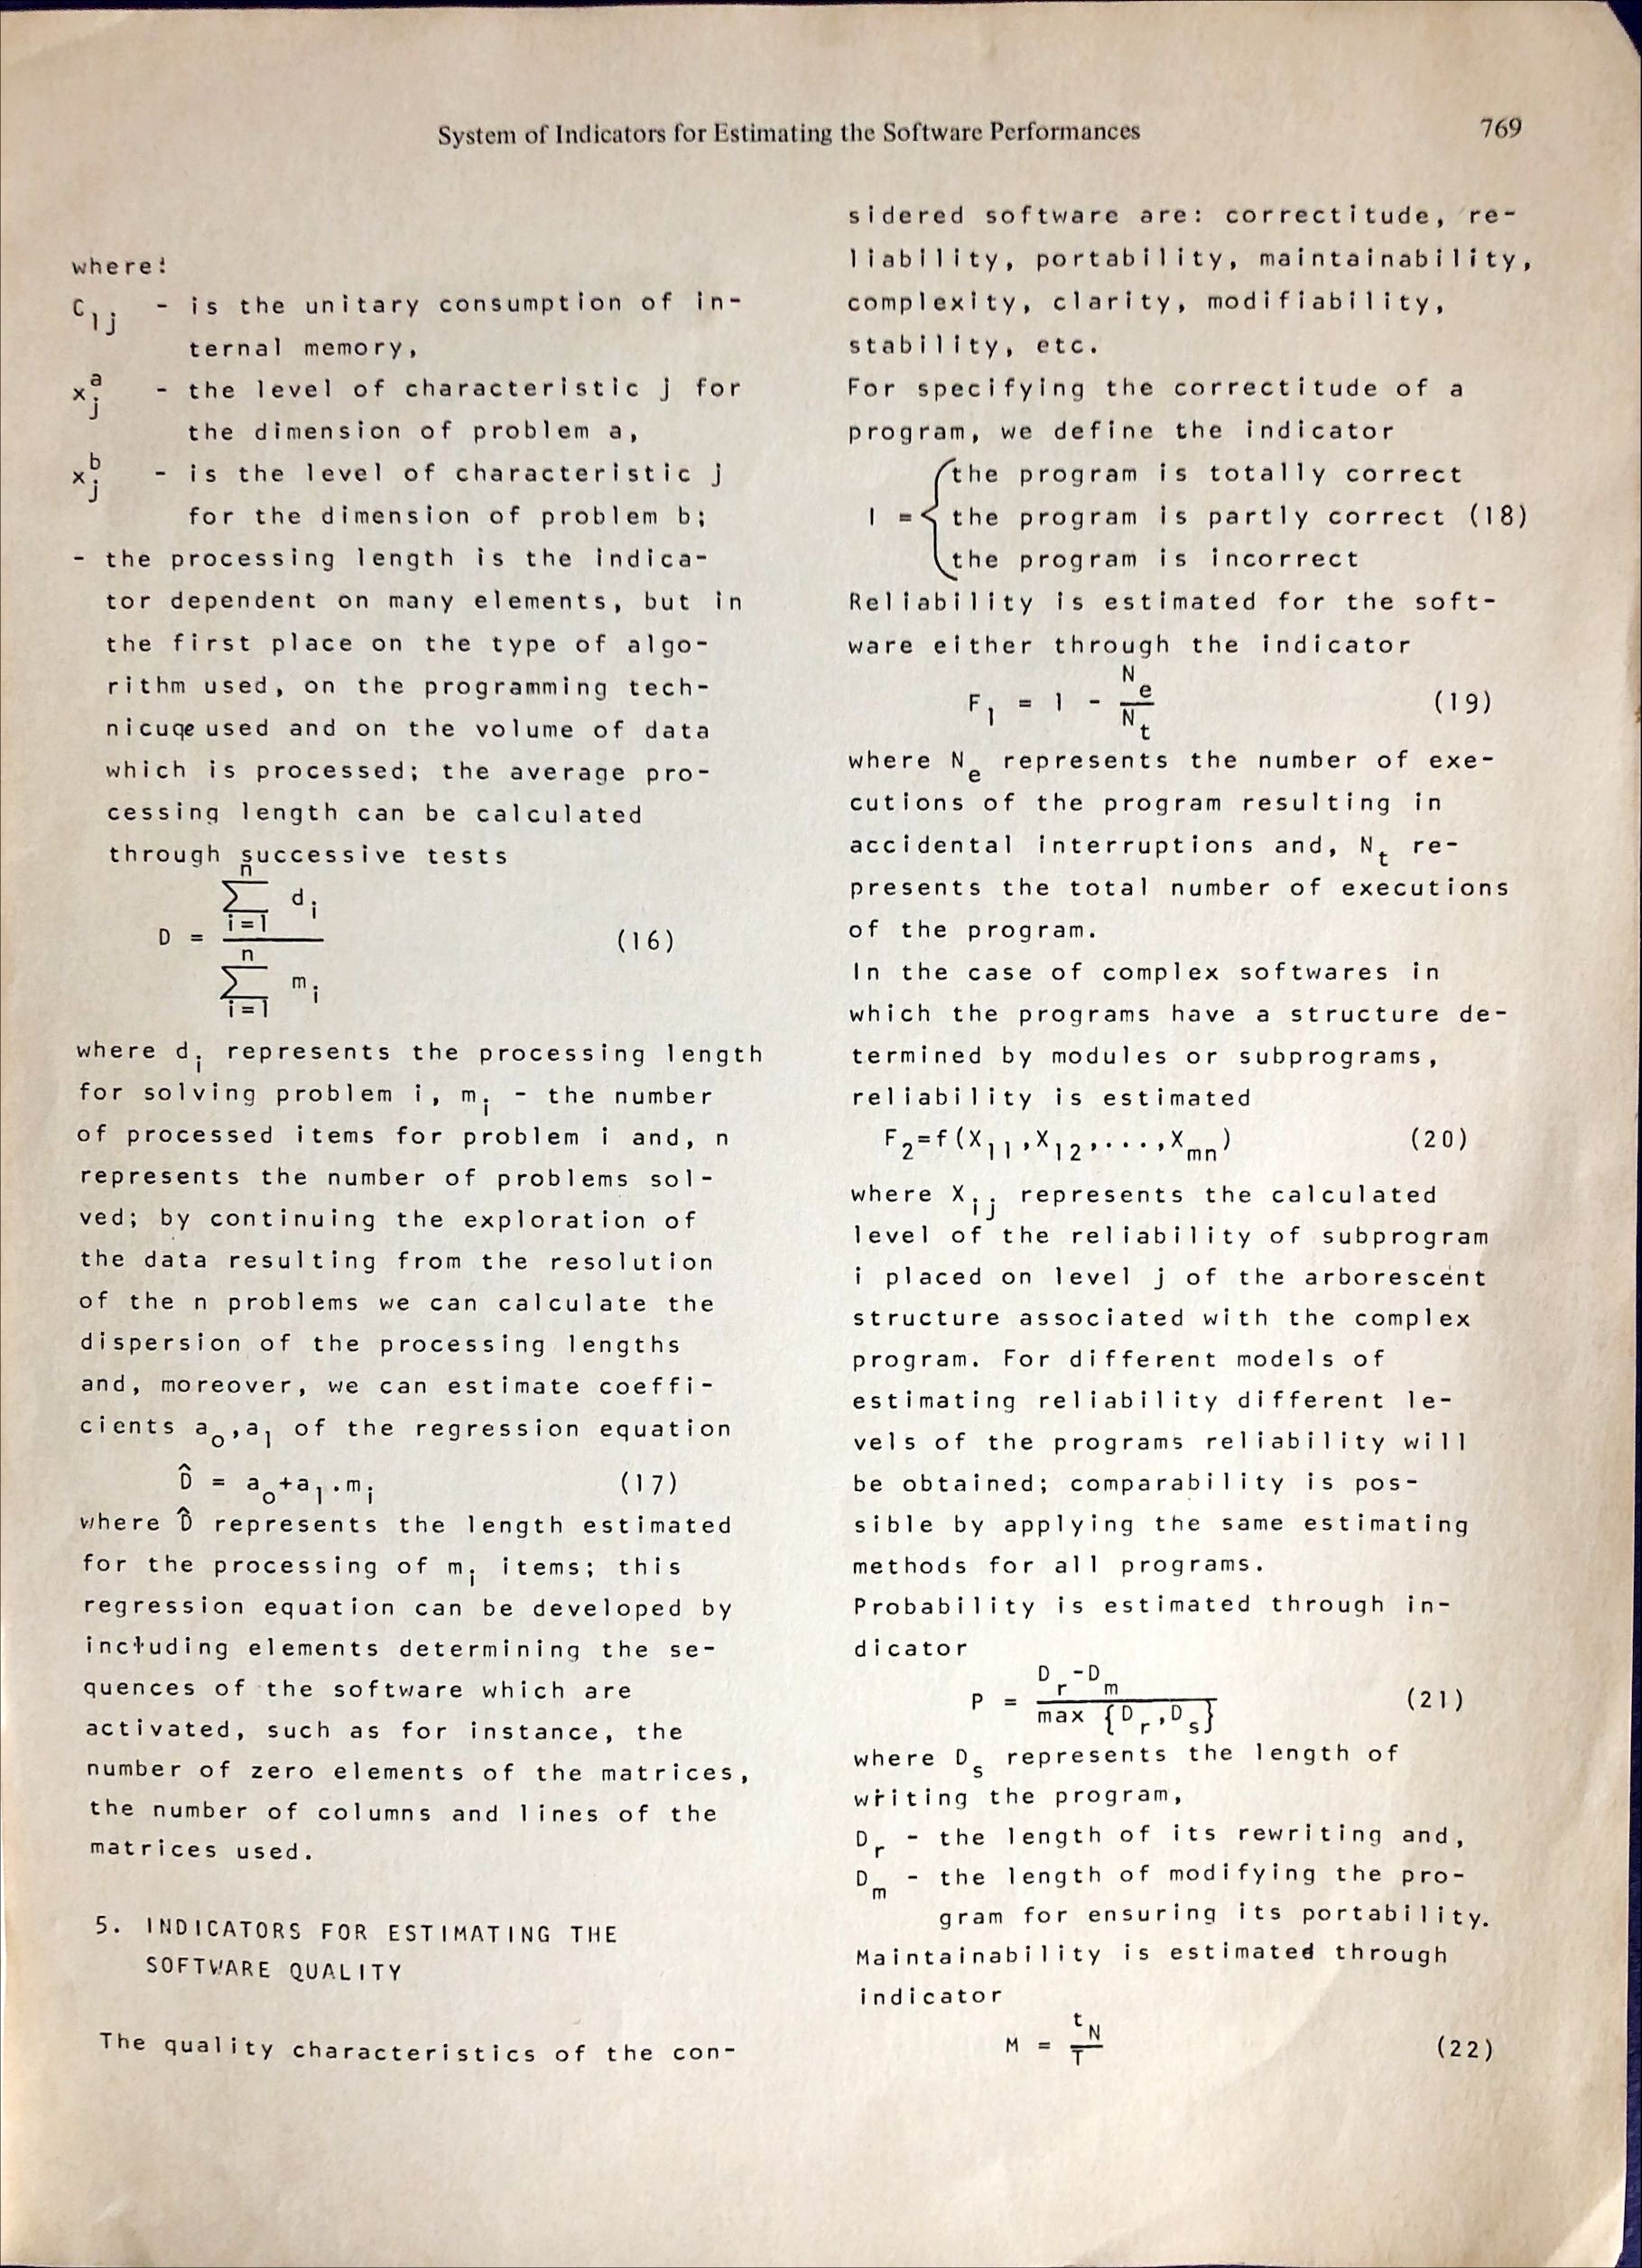 System of Indicators for Estimating the Software Performances 769
where:
C1j - is the unitary consumption of in-
ternal memory,
x^a_j - the level of characteristic j for
the dimension of problem a,
x^b_j - is the level of characteristic j
for the dimension of problem b;
- the processing length is the indica-
tor dependent on many elements, but in
the first place on the type of algo-
rithm used, on the programming tech-
nicuqe used and on the volume of data
which is processed; the average pro-
cessing length can be calculated
through successive tests
n
∑ di
i=1
D = ―――― (16)
n
∑ mi
i=1
where di represents the processing length
for solving problem i, mi - the number
of processed items for problem i and, n
represents the number of problems sol-
ved; by continuing the exploration of
the data resulting from the resolution
of the n problems we can calculate the
dispersion of the processing lengths
and, moreover, we can estimate coeffi-
cients ao,a1 of the regression equation
D̂ = ao+a1.mi (17)
where D̂ represents the length estimated
for the processing of mi items; this
regression equation can be developed by
including elements determining the se-
quences of the software which are
activated, such as for instance, the
number of zero elements of the matrices,
the number of columns and lines of the
matrices used.
5. INDICATORS FOR ESTIMATING THE
SOFTWARE QUALITY
The quality characteristics of the con-
sidered software are: correctitude, re-
liability, portability, maintainability,
complexity, clarity, modifiability,
stability, etc.
For specifying the correctitude of a
program, we define the indicator
the program is totally correct
I = { the program is partly correct (18)
the program is incorrect
Reliability is estimated for the soft-
ware either through the indicator
Ne
F1 = 1 - ―― (19)
Nt
where Ne represents the number of exe-
cutions of the program resulting in
accidental interruptions and, Nt re-
presents the total number of executions
of the program.
In the case of complex softwares in
which the programs have a structure de-
termined by modules or subprograms,
reliability is estimated
F2=f(X11,X12,...,Xmn) (20)
where Xij represents the calculated
level of the reliability of subprogram
i placed on level j of the arborescent
structure associated with the complex
program. For different models of
estimating reliability different le-
vels of the programs reliability will
be obtained; comparability is pos-
sible by applying the same estimating
methods for all programs.
Probability is estimated through in-
dicator
Dr-Dm
P = ―――― (21)
max {Dr,Ds}
where Ds represents the length of
writing the program,
Dr - the length of its rewriting and,
Dm - the length of modifying the pro-
gram for ensuring its portability.
Maintainability is estimated through
indicator
tN
M = ―― (22)
T